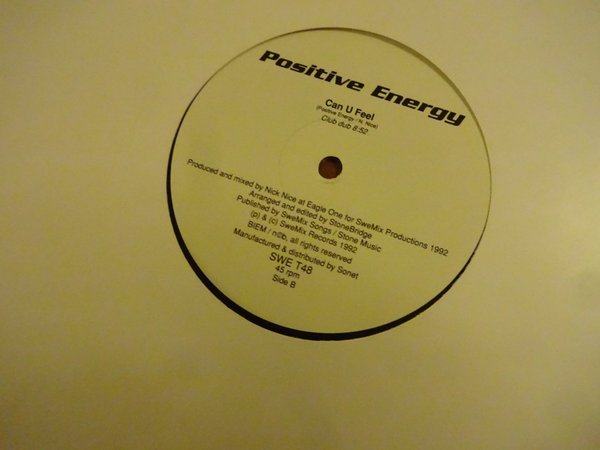 Positive Energy
Can U Feel
(Positive Energy - N. Nice)
Club dub 8:52
Produced and mixed by Nick Nice at Eagle One for SweMix Productions 1992
Arranged and edited by StoneBridge
Published by SweMix Songs / Stone Music
(p) & (c) SweMix Records 1992
BIEM / n©b, all rights reserved
Manufactured & distributed by Sonet
SWE T48
45 rpm
Side B